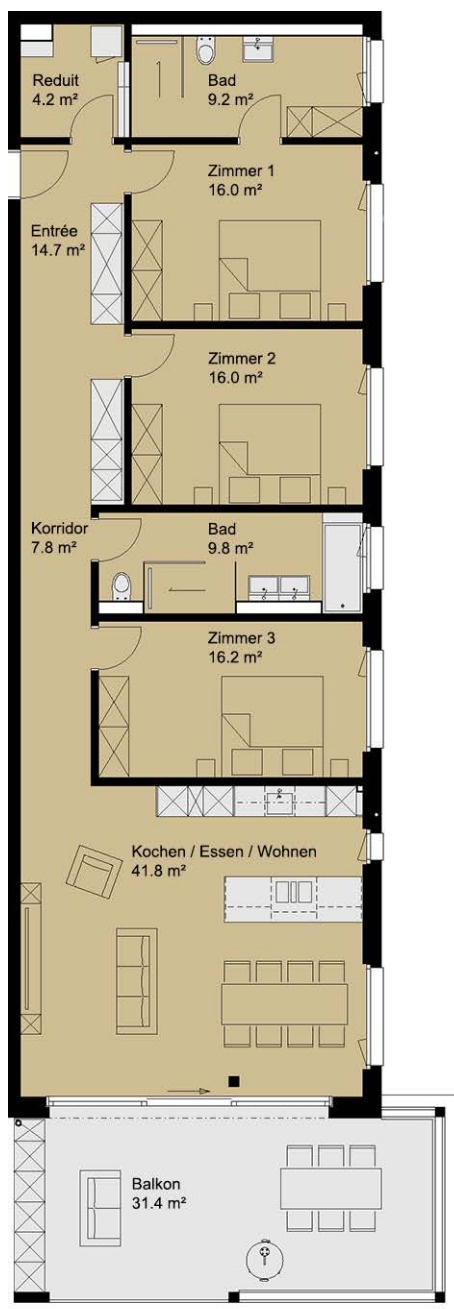 Reduit
4.2 m²
Bad
9.2 m²
Zimmer 1
16.0 m²
Entrée
14.7 m²
Zimmer 2
16.0 m²
Korridor
7.8 m²
Bad
9.8 m²
Zimmer 3
16.2 m²
Kochen / Essen / Wohnen
41.8 m²
Balkon
31.4 m²